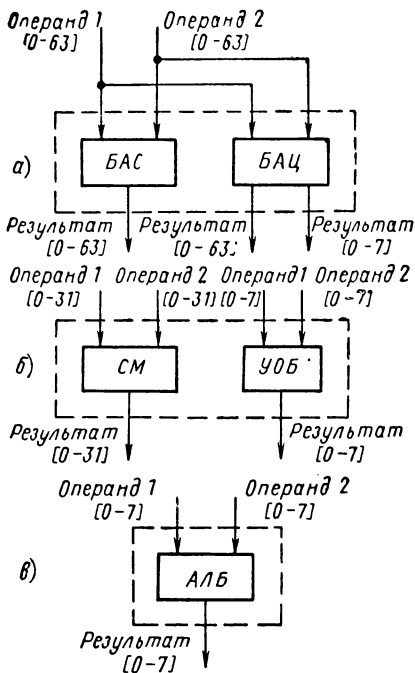 Операнд 1 Операнд 2
[0-63] [0-63]
а) БАС БАЦ
Результат Результат Результат
[0-63] [0-63] [0-7]
Операнд 1 Операнд 2 Операнд1 Операнд 2
[0-31] [0-31] [0-7] [0-7]
б) СМ УОБ
Результат Результат
[0-31] [0-7]
Операнд 1 Операнд 2
[0-7] [0-7]
в) АЛБ
Результат
[0-7]